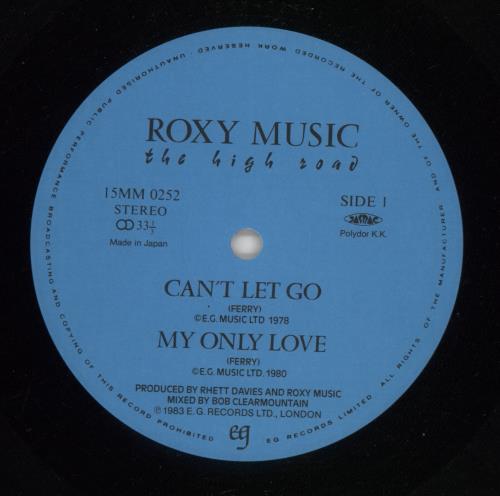 ROXY MUSIC
the high road
15MM 0252
STEREO
33 1/3
Made in Japan
SIDE 1
JASRAC
Polydor K.K.
CAN'T LET GO
(FERRY)
©E.G. MUSIC LTD 1978
MY ONLY LOVE
(FERRY)
©E.G. MUSIC LTD. 1980
PRODUCED BY RHETT DAVIES AND ROXY MUSIC
MIXED BY BOB CLEARMOUNTAIN
℗ 1983 E. G. RECORDS LTD., LONDON
eg
EG RECORDS LIMITED · ALL RIGHTS OF THE MANUFACTURER AND OF THE OWNER OF THE RECORDED WORK RESERVED · UNAUTHORISED PUBLIC PERFORMANCE BROADCASTING AND COPYING OF THIS RECORD PROHIBITED